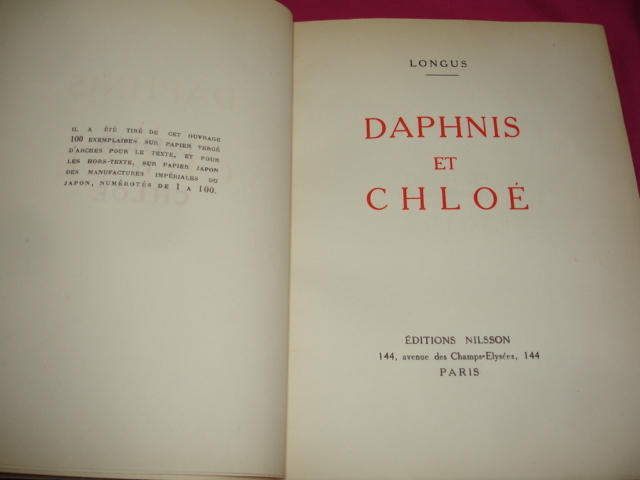 IL A ÉTÉ TIRÉ DE CET OUVRAGE
100 EXEMPLAIRES SUR PAPIER VERGÉ
D'ARCHES POUR LE TEXTE, ET POUR
LES HORS-TEXTE, SUR PAPIER JAPON
DES MANUFACTURES IMPÉRIALES DU
JAPON, NUMÉROTÉS DE 1 A 100.
LONGUS
DAPHNIS
ET
CHLOÉ
ÉDITIONS NILSSON
144, avenue des Champs-Elysées, 144
PARIS